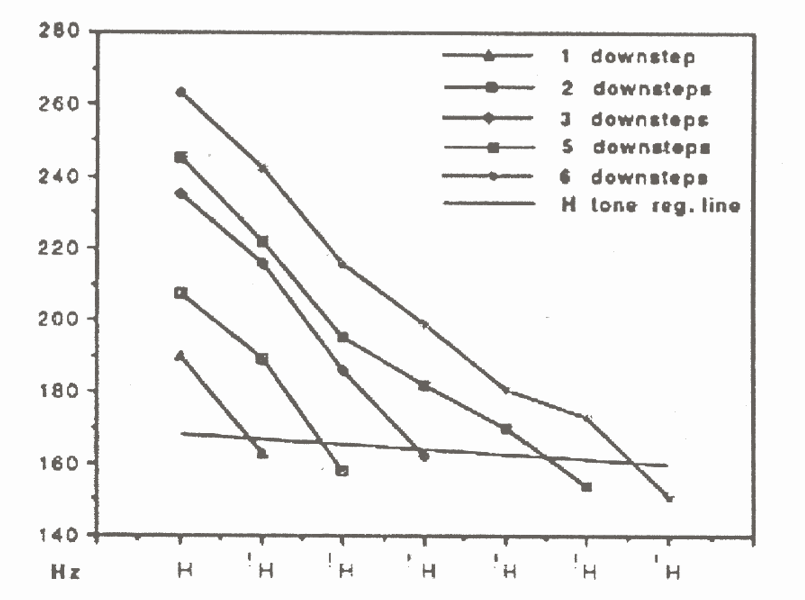 280
260
240
220
200
180
160
140
1 downstep
2 downsteps
3 downsteps
5 downsteps
6 downsteps
H tone reg. line
Hz H !H !H !H !H !H !H